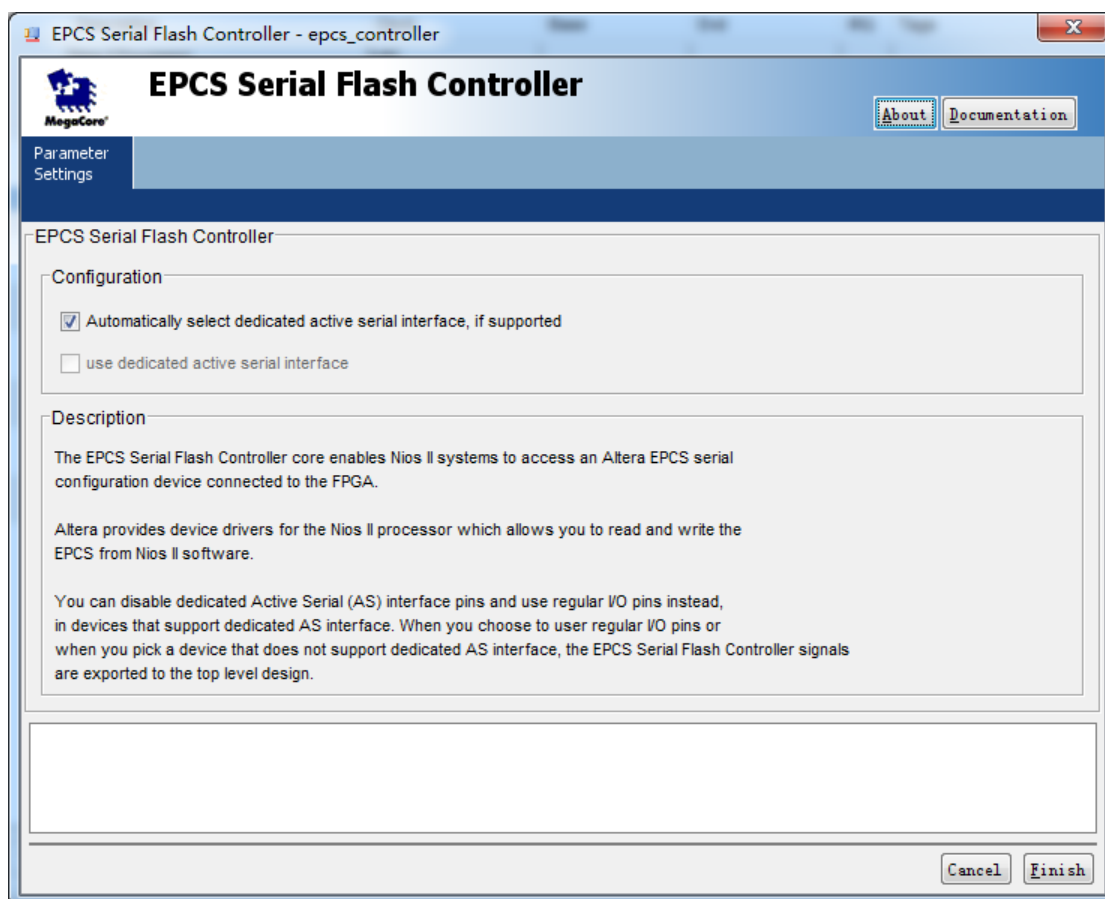 EPCS Serial Flash Controller - epcs_controller
EPCS Serial Flash Controller
MegaCore®
About
Documentation
Parameter
Settings
EPCS Serial Flash Controller
Configuration
Automatically select dedicated active serial interface, if supported
use dedicated active serial interface
Description
The EPCS Serial Flash Controller core enables Nios II systems to access an Altera EPCS serial
configuration device connected to the FPGA.
Altera provides device drivers for the Nios II processor which allows you to read and write the
EPCS from Nios II software.
You can disable dedicated Active Serial (AS) interface pins and use regular I/O pins instead,
in devices that support dedicated AS interface. When you choose to user regular I/O pins or
when you pick a device that does not support dedicated AS interface, the EPCS Serial Flash Controller signals
are exported to the top level design.
Cancel
Finish